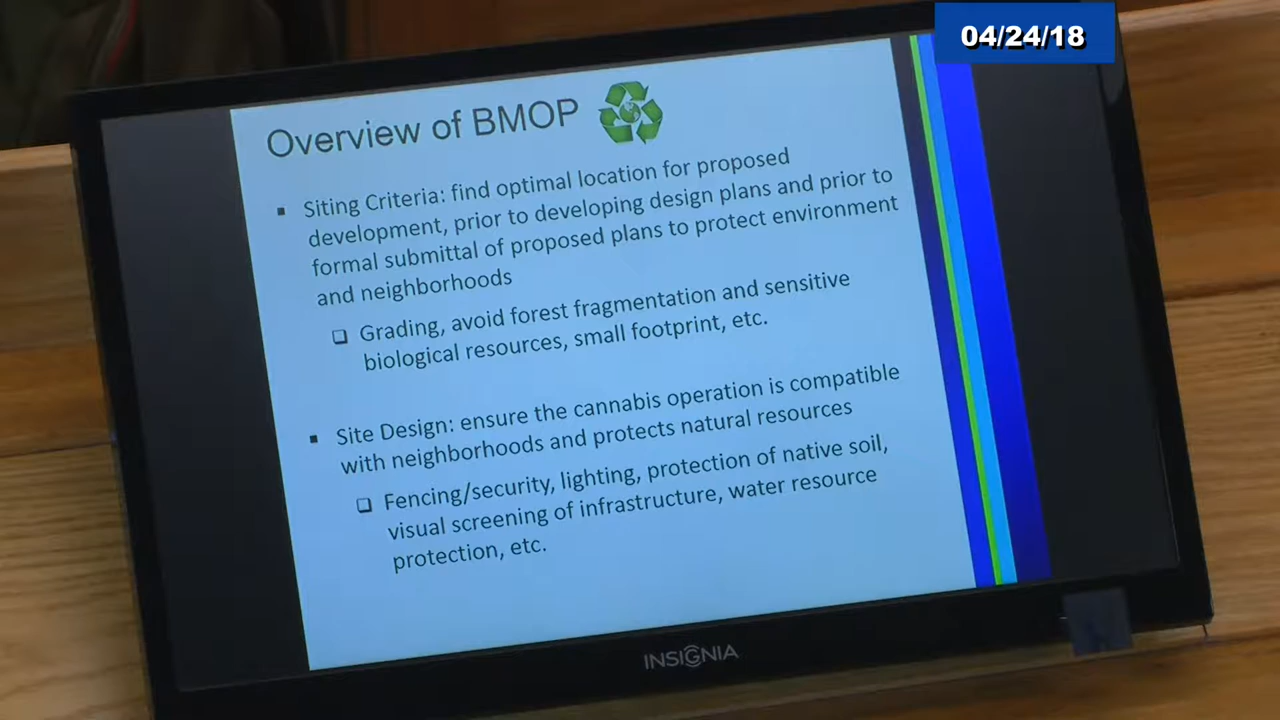 04/24/18
Overview of BMOP
▪ Siting Criteria: find optimal location for proposed
development, prior to developing design plans and prior to
formal submittal of proposed plans to protect environment
and neighborhoods
❑ Grading, avoid forest fragmentation and sensitive
biological resources, small footprint, etc.
▪ Site Design: ensure the cannabis operation is compatible
with neighborhoods and protects natural resources
❑ Fencing/security, lighting, protection of native soil,
visual screening of infrastructure, water resource
protection, etc.
INSIGNIA